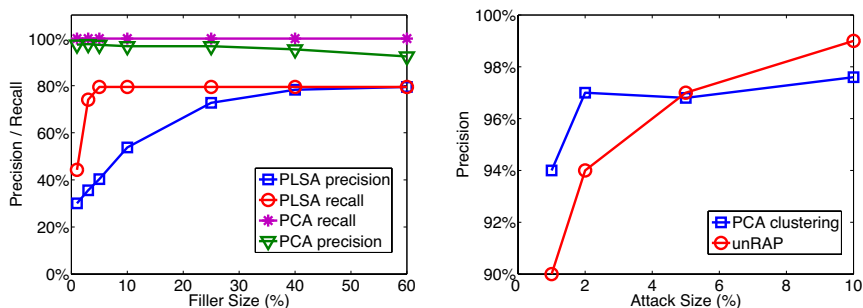 100%
80%
60%
40%
20%
0%
Precision / Recall
0 10 20 30 40 50 60
Filler Size (%)
PLSA precision
PLSA recall
PCA recall
PCA precision
100%
98%
96%
94%
92%
90%
Precision
0 2 4 6 8 10
Attack Size (%)
PCA clustering
unRAP